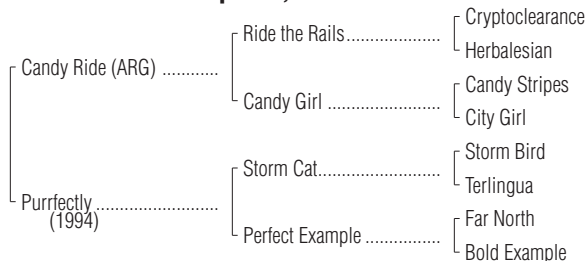 Cryptoclearance
Ride the Rails.....................
Herbalesian
Candy Ride (ARG) ............
Candy Stripes
Candy Girl ........................
City Girl
Storm Bird
Storm Cat..........................
Terlingua
Purrfectly ..........................
(1994)
Far North
Perfect Example ................
Bold Example